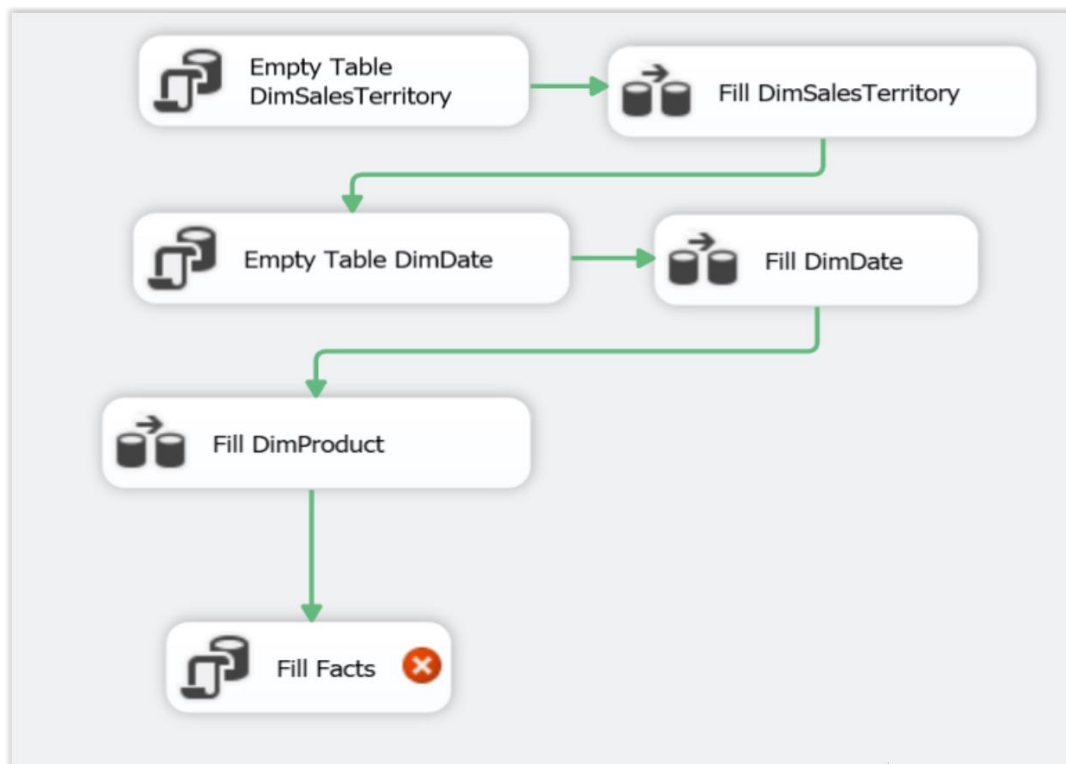 Empty Table
DimSalesTerritory
Fill DimSalesTerritory
Empty Table DimDate
Fill DimDate
Fill DimProduct
Fill Facts